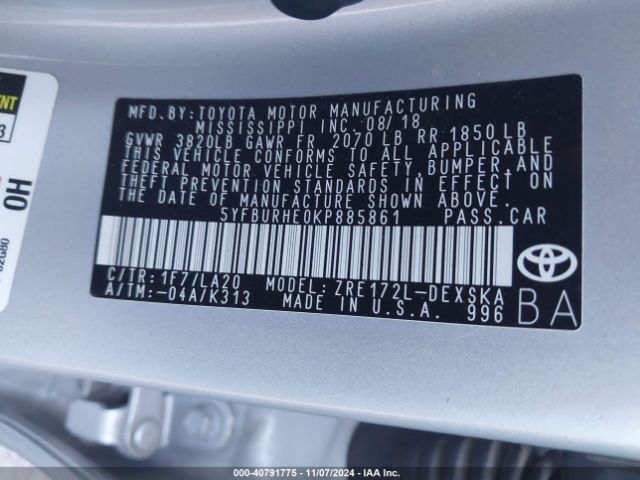 MFD.BY: TOYOTA MOTOR MANUFACTURING
MISSISSIPPI INC. 08/18
GVWR 3820LB GAWR FR 2070 LB RR 1850 LB
THIS VEHICLE CONFORMS TO ALL APPLICABLE
FEDERAL MOTOR VEHICLE SAFETY, BUMPER, AND
THEFT PREVENTION STANDARDS IN EFFECT ON
THE DATE OF MANUFACTURE SHOWN ABOVE.
5YFBURHE0KP885861 PASS.CAR
C/TR: 1F7/LA20 MODEL: ZRE172L-DEXSKA
A/TM: -04A/K313 MADE IN U.S.A. 996
BA
HO
000-40791775 - 11/07/2024 - IAA Inc.